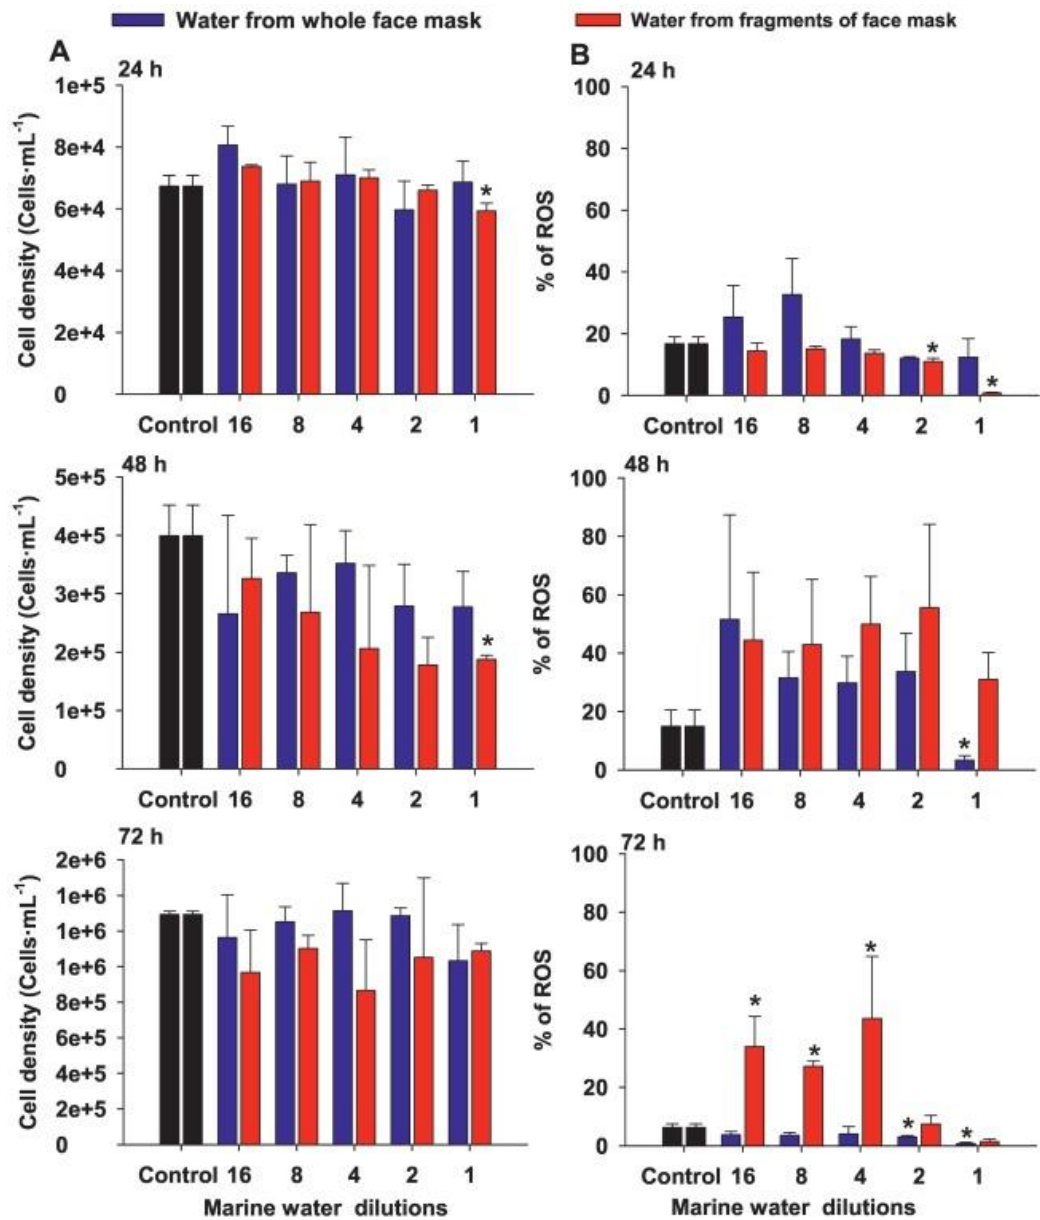 Water from whole face mask
Water from fragments of face mask
A
24 h
Cell density (Cells·mL-1)
1e+5
8e+4
6e+4
4e+4
2e+4
0
*
Control 16 8 4 2 1
B
24 h
% of ROS
100
80
60
40
20
0
* *
Control 16 8 4 2 1
48 h
Cell density (Cells·mL-1)
5e+5
4e+5
3e+5
2e+5
1e+5
0
*
Control 16 8 4 2 1
48 h
% of ROS
100
80
60
40
20
0
*
Control 16 8 4 2 1
72 h
Cell density (Cells·mL-1)
2e+6
1e+6
1e+6
1e+6
8e+5
6e+5
4e+5
2e+5
0
Control 16 8 4 2 1
Marine water dilutions
72 h
% of ROS
100
80
60
40
20
0
* * * * *
Control 16 8 4 2 1
Marine water dilutions